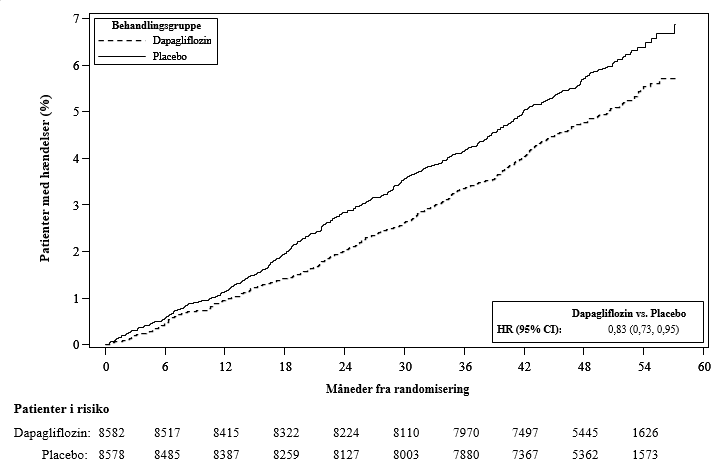 Behandlingsgruppe
Dapagliflozin
Placebo
Patienter med hændelser (%)
7
6
5
4
3
2
1
0
Dapagliflozin vs. Placebo
HR (95% CI): 0,83 (0,73, 0,95)
0 6 12 18 24 30 36 42 48 54 60
Måneder fra randomisering
Patienter i risiko
Dapagliflozin: 8582 8517 8415 8322 8224 8110 7970 7497 5445 1626
Placebo: 8578 8485 8387 8259 8127 8003 7880 7367 5362 1573